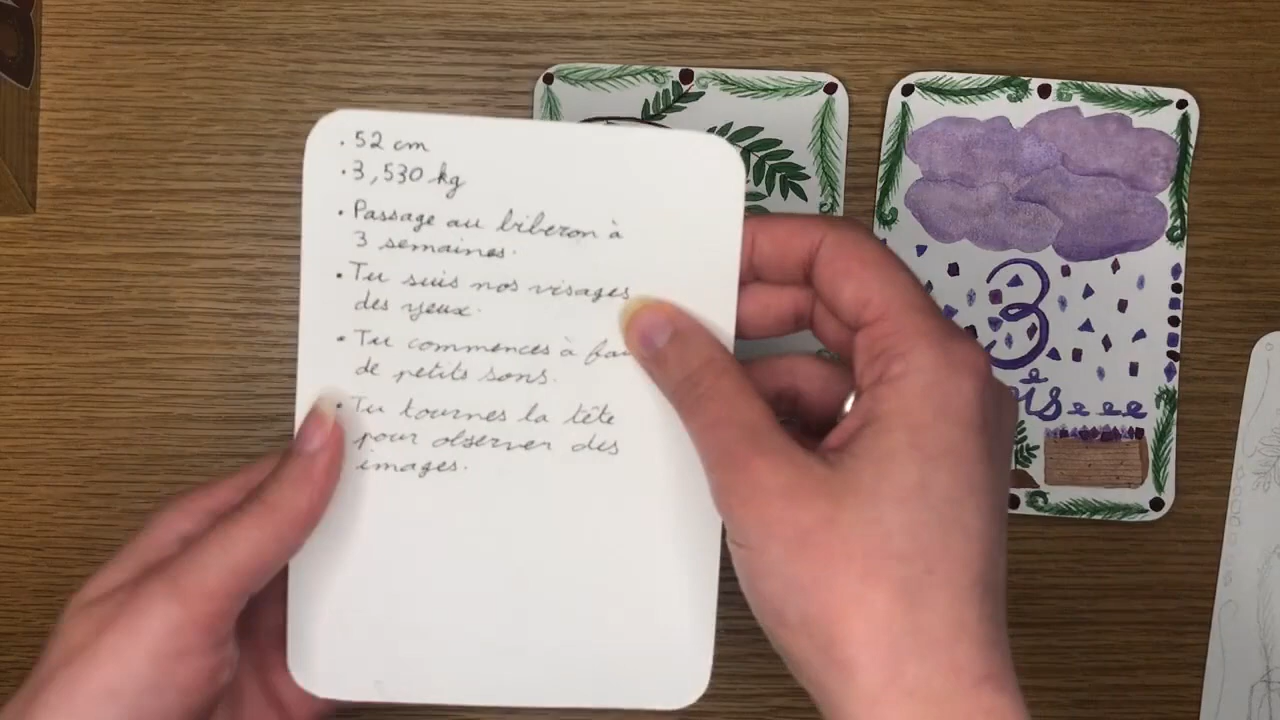 · 52 cm
· 3,530 kg
· Passage au biberon à
3 semaines.
· Tu suis nos visages
des yeux.
· Tu commences à
de petits sons.
· Tu tournes la tête
pour observer des
images.
3